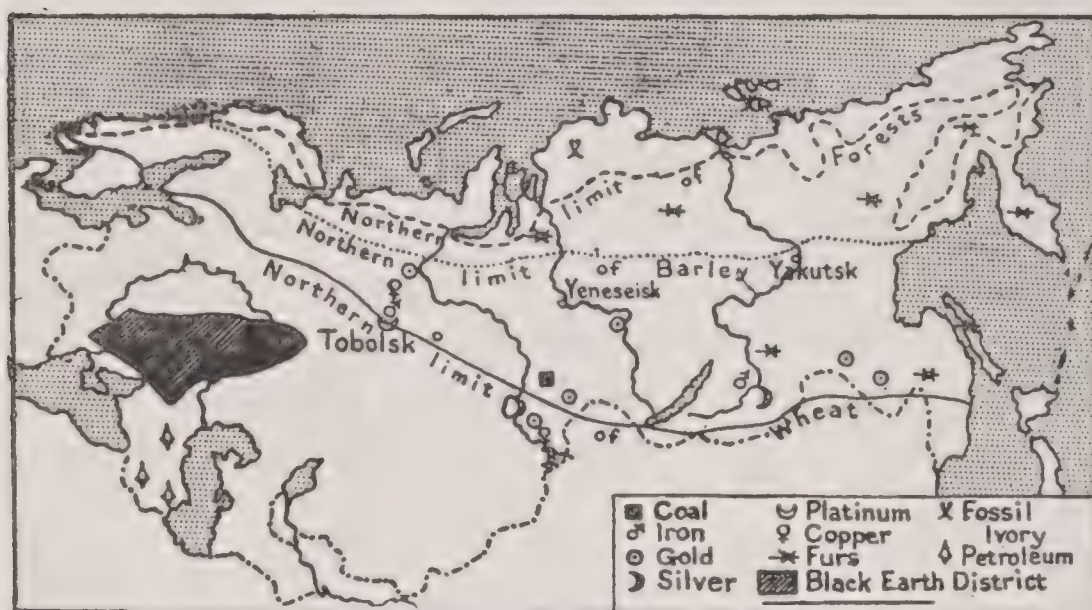 Northern limit of Forests
Northern limit of Barley
Yakutsk
Yeneseisk
Tobolsk
Northern limit of Wheat
Coal
Iron
Gold
Silver
Platinum
Copper
Furs
Black Earth District
Fossil
Ivory
Petroleum